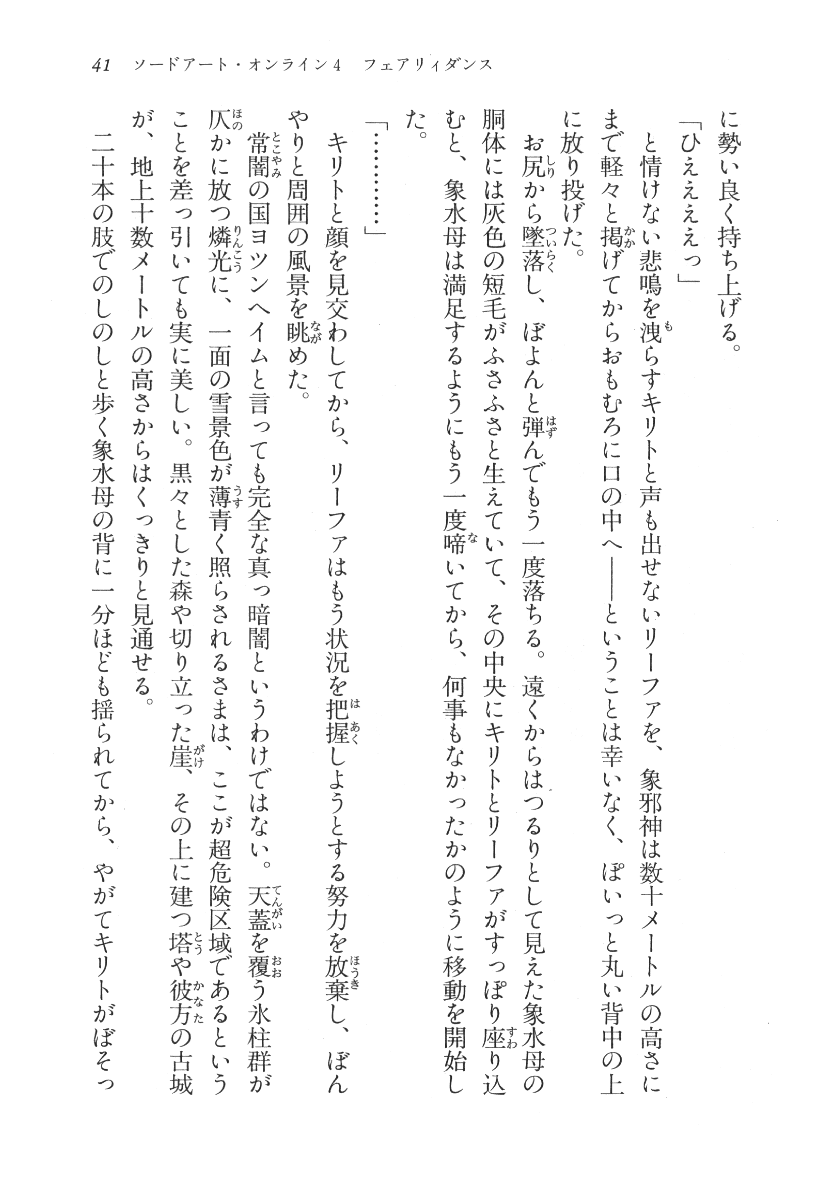 41　ソードアート・オンライン4　フェアリィダンス
に勢い良く持ち上げる。
「ひええええっ」
　と情けない悲鳴を洩らすキリトと声も出せないリーファを、象邪神は数十メートルの高さに
まで軽々と掲げてからおもむろに口の中へ――ということは幸いなく、ぽいっと丸い背中の上
に放り投げた。
　お尻から墜落し、ぼよんと弾んでもう一度落ちる。遠くからはつるりとして見えた象水母の
胴体には灰色の短毛がふさふさと生えていて、その中央にキリトとリーファがすっぽり座り込
むと、象水母は満足するようにもう一度啼いてから、何事もなかったかのように移動を開始し
た。
「…………」
　キリトと顔を見交わしてから、リーファはもう状況を把握しようとする努力を放棄し、ぼん
やりと周囲の風景を眺めた。
　常闇の国ヨツンヘイムと言っても完全な真っ暗闇というわけではない。天蓋を覆う氷柱群が
仄かに放つ燐光に、一面の雪景色が薄青く照らされるさまは、ここが超危険区域であるという
ことを差っ引いても実に美しい。黒々とした森や切り立った崖、その上に建つ塔や彼方の古城
が、地上十数メートルの高さからはくっきりと見通せる。
　二十本の肢でのしのしと歩く象水母の背に一分ほども揺られてから、やがてキリトがぼそっ